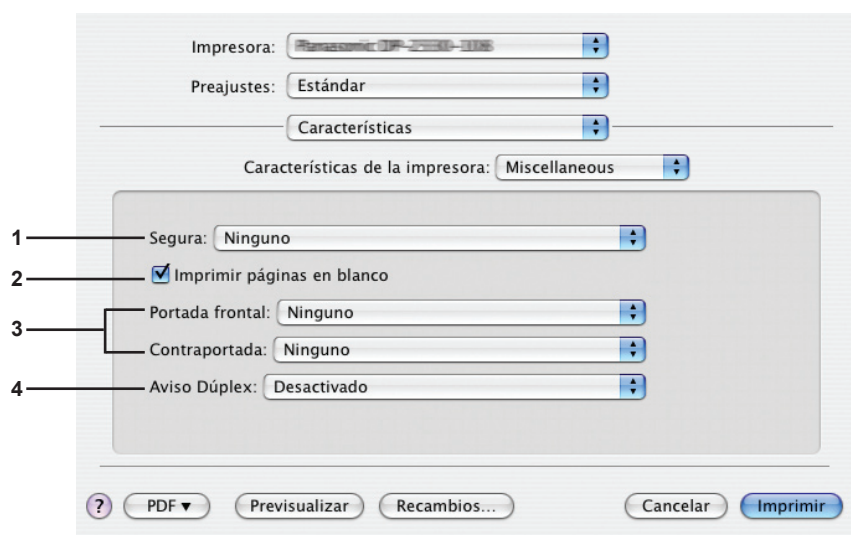 Impresora:
Preajustes: Estándar
Características
Características de la impresora: Miscellaneous
1 Segura: Ninguno
2 Imprimir páginas en blanco
3 Portada frontal: Ninguno
Contraportada: Ninguno
4 Aviso Dúplex: Desactivado
? PDF Previsualizar Recambios... Cancelar Imprimir